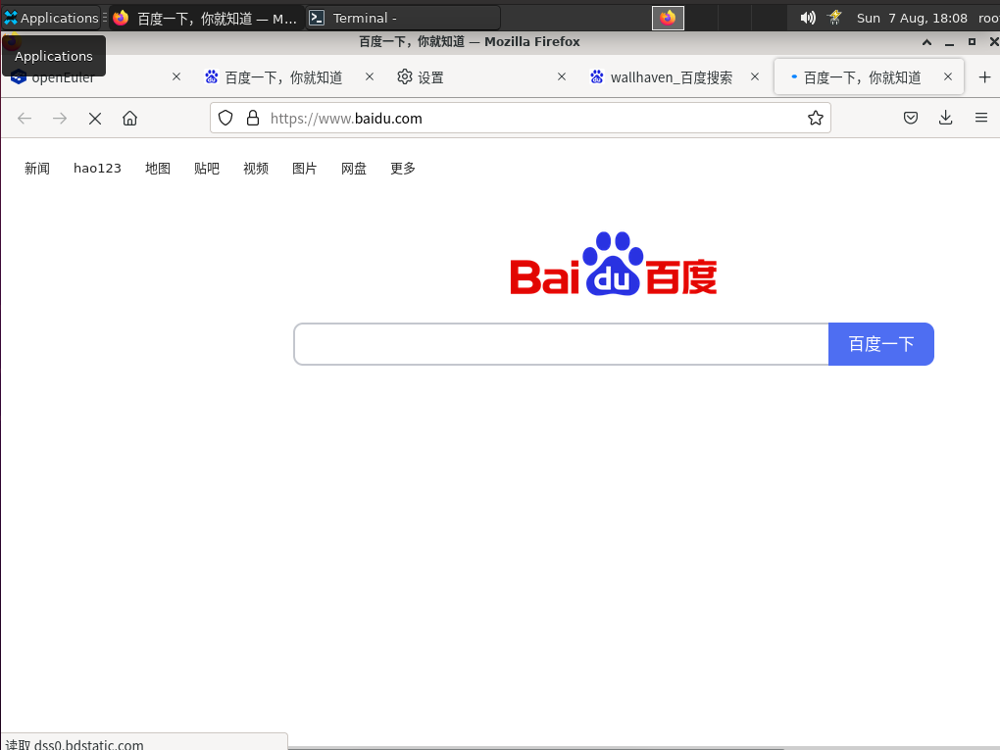 Applications 百度一下，你就知道 — M... Terminal - Sun 7 Aug, 18:08 roo
百度一下，你就知道 — Mozilla Firefox
Applications
openEuler 百度一下，你就知道 设置 wallhaven_百度搜索 百度一下，你就知道
https://www.baidu.com
新闻 hao123 地图 贴吧 视频 图片 网盘 更多
Bai du 百度
百度一下
读取 dss0.bdstatic.com